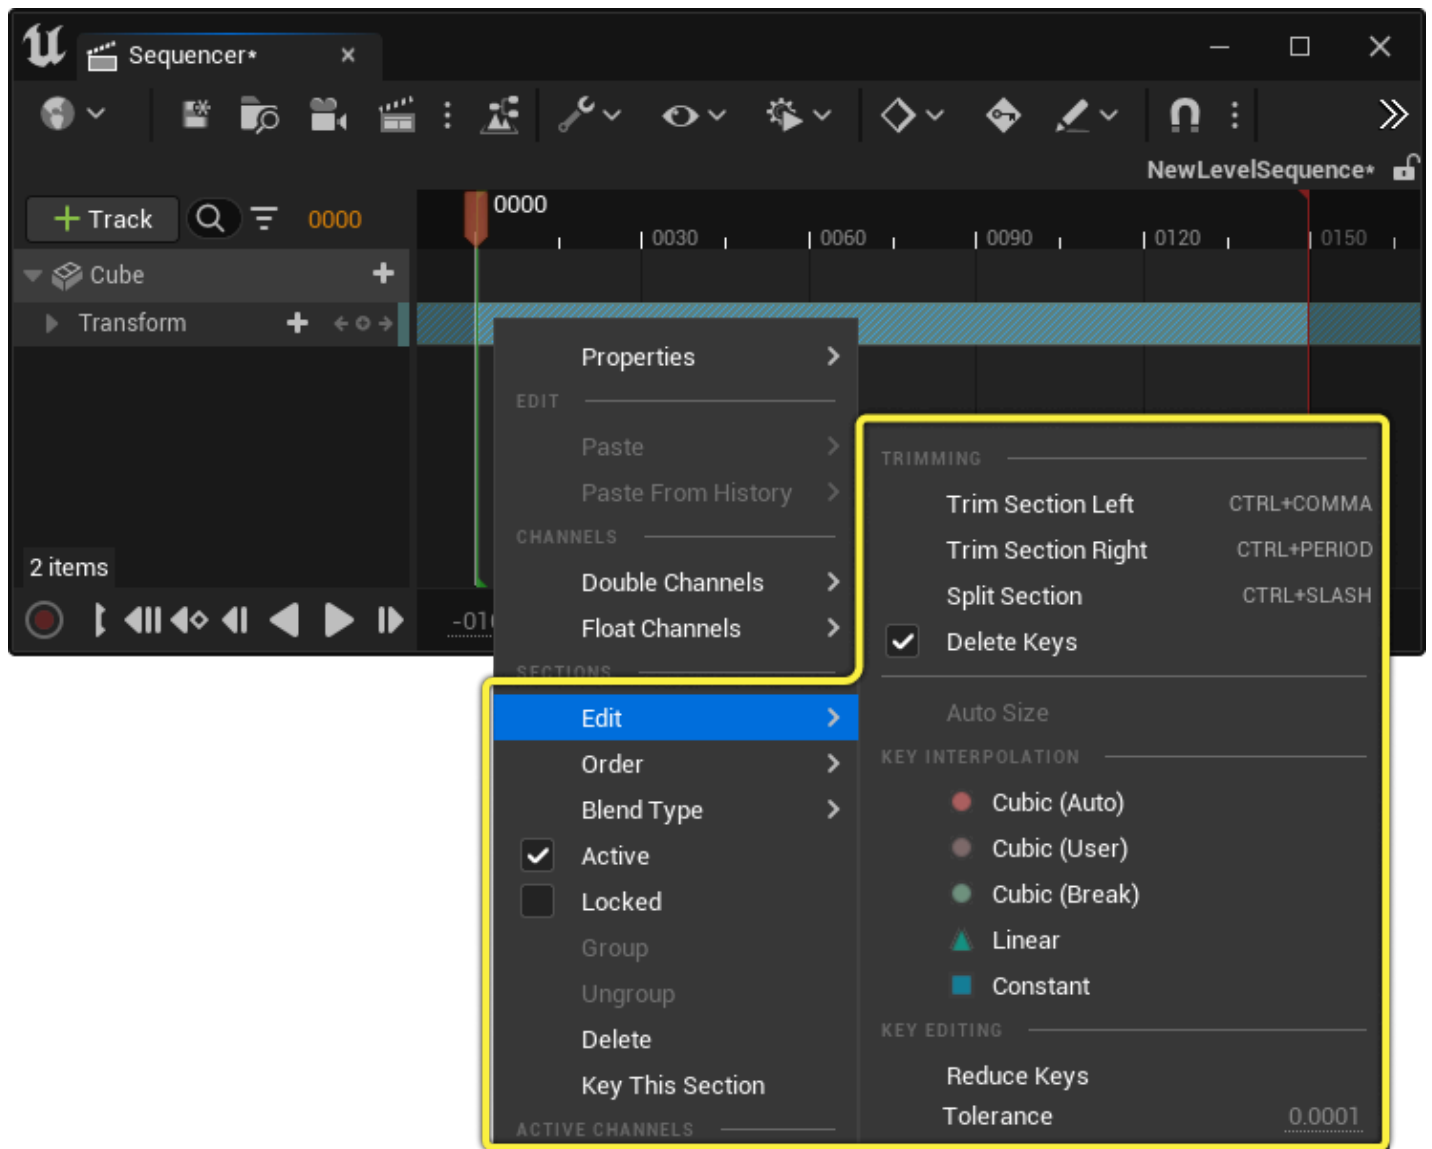 Sequencer*
NewLevelSequence*
Track
0000
0000
0030
0060
0090
0120
0150
Cube
Transform
2 items
Properties
EDIT
Paste
Paste From History
CHANNELS
Double Channels
Float Channels
SECTIONS
Edit
Order
Blend Type
Active
Locked
Group
Ungroup
Delete
Key This Section
ACTIVE CHANNELS
TRIMMING
Trim Section Left CTRL+COMMA
Trim Section Right CTRL+PERIOD
Split Section CTRL+SLASH
Delete Keys
Auto Size
KEY INTERPOLATION
Cubic (Auto)
Cubic (User)
Cubic (Break)
Linear
Constant
KEY EDITING
Reduce Keys
Tolerance 0.0001